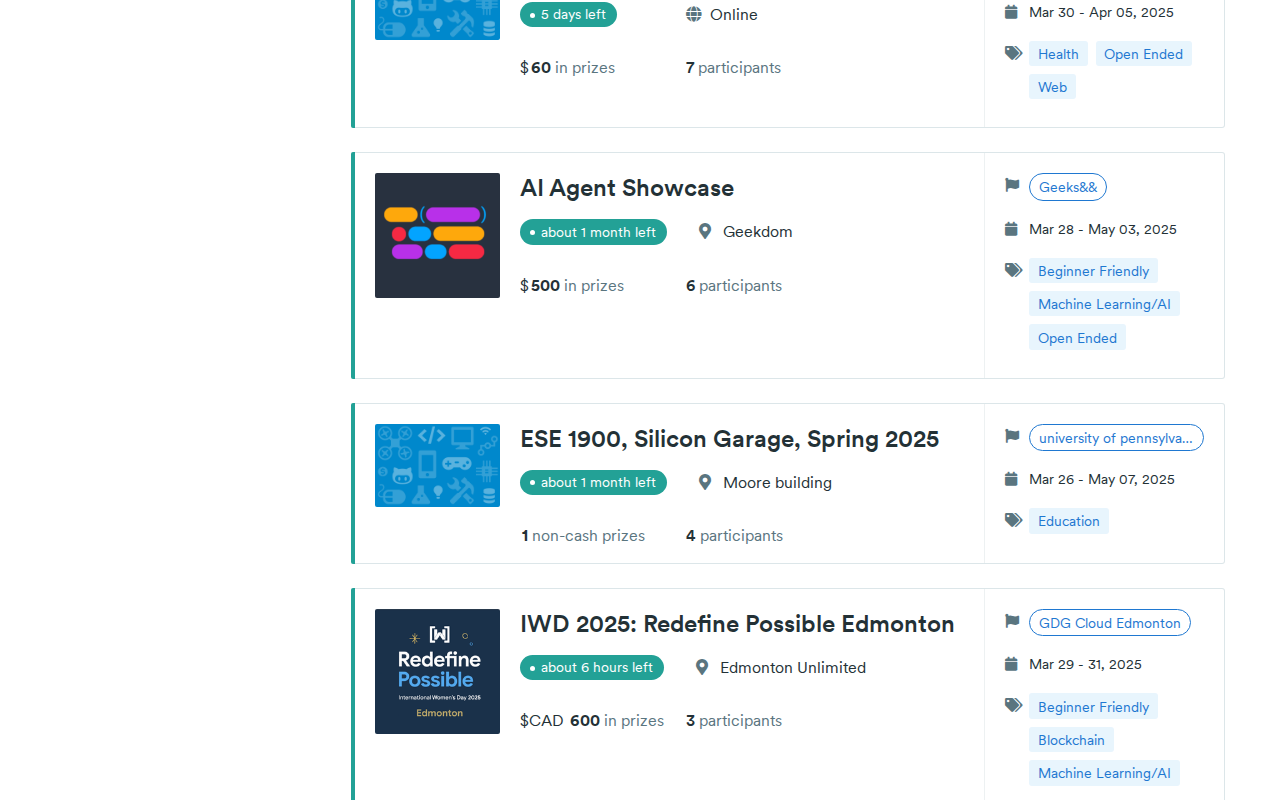 5 days left
Online
$60 in prizes
7 participants
Mar 30 - Apr 05, 2025
Health
Open Ended
Web
AI Agent Showcase
about 1 month left
Geekdom
$500 in prizes
6 participants
Geeks&&
Mar 28 - May 03, 2025
Beginner Friendly
Machine Learning/AI
Open Ended
ESE 1900, Silicon Garage, Spring 2025
about 1 month left
Moore building
1 non-cash prizes
4 participants
university of pennsylva...
Mar 26 - May 07, 2025
Education
[W]
Redefine
Possible
International Women's Day 2025
Edmonton
IWD 2025: Redefine Possible Edmonton
about 6 hours left
Edmonton Unlimited
$CAD 600 in prizes
3 participants
GDG Cloud Edmonton
Mar 29 - 31, 2025
Beginner Friendly
Blockchain
Machine Learning/AI